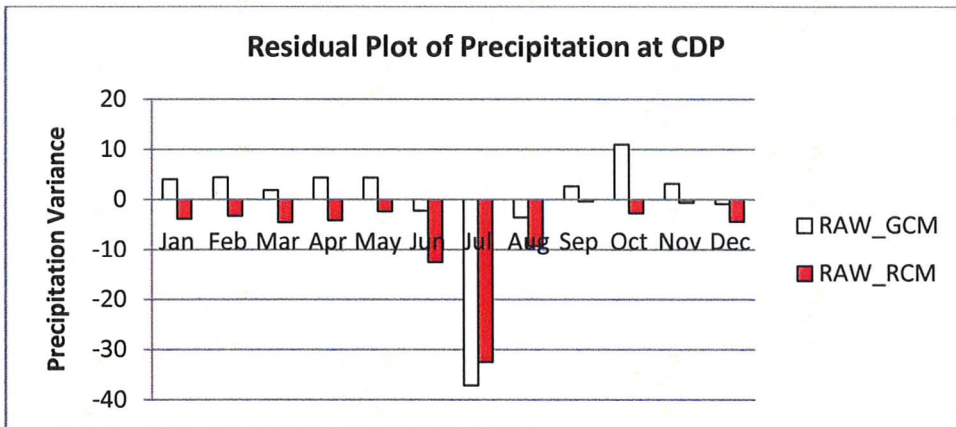 Residual Plot of Precipitation at CDP
Precipitation Variance
20
10
0
-10
-20
-30
-40
Jan Feb Mar Apr May Jun Jul Aug Sep Oct Nov Dec
RAW_GCM
RAW_RCM